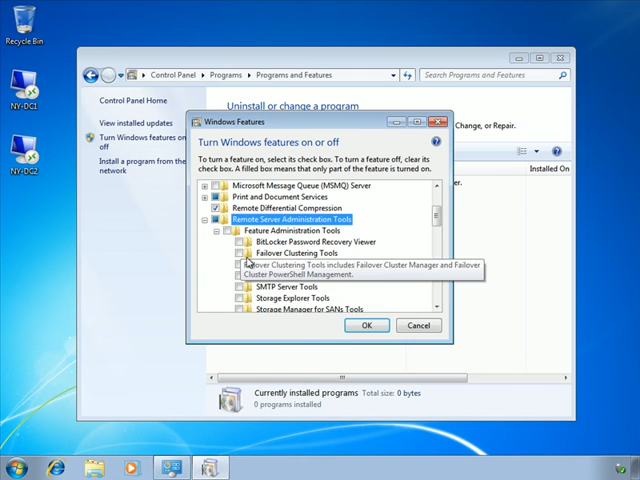 Recycle Bin
NY-DC1
NY-DC2
Control Panel
Programs
Programs and Features
Search Programs and Features
Control Panel Home
View installed updates
Turn Windows features on
off
Install a program from the
network
Uninstall or change a program
Change, or Repair.
Installed On
Windows Features
Turn Windows features on or off
To turn a feature on, select its check box. To turn a feature off, clear its
check box. A filled box means that only part of the feature is turned on.
Microsoft Message Queue (MSMQ) Server
Print and Document Services
Remote Differential Compression
Remote Server Administration Tools
Feature Administration Tools
BitLocker Password Recovery Viewer
Failover Clustering Tools
Failover Clustering Tools includes Failover Cluster Manager and Failover
Cluster PowerShell Management.
SMTP Server Tools
Storage Explorer Tools
Storage Manager for SANs Tools
OK
Cancel
Currently installed programs Total size: 0 bytes
0 programs installed